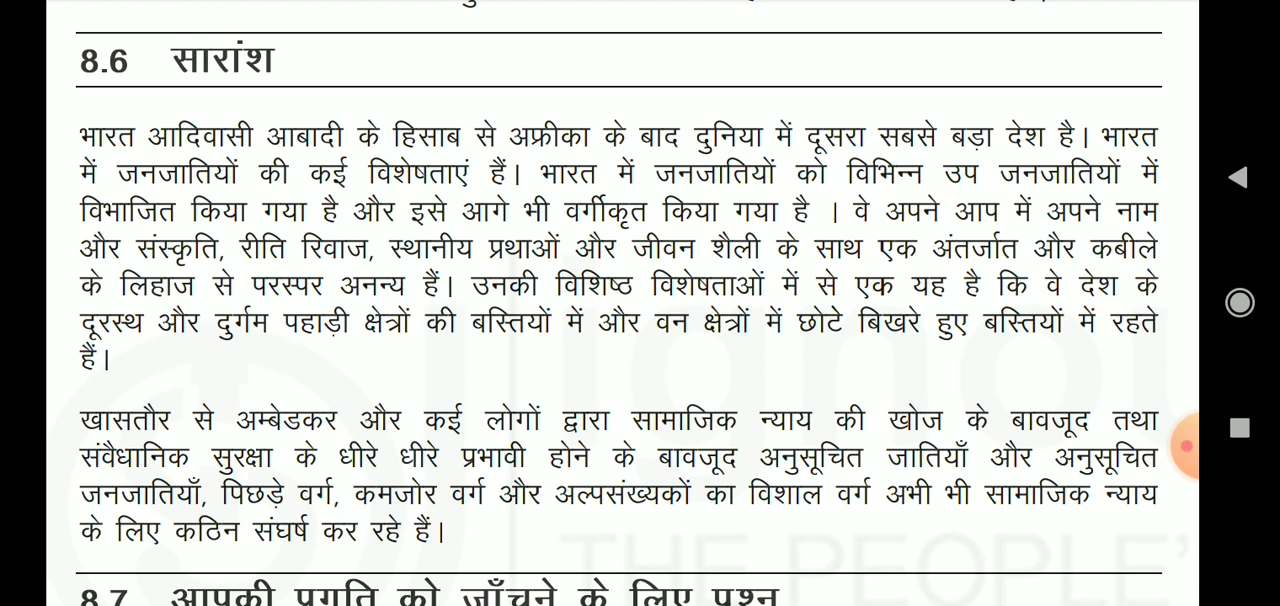 8.6 सारांश
भारत आदिवासी आबादी के हिसाब से अफ्रीका के बाद दुनिया में दूसरा सबसे बड़ा देश है। भारत
में जनजातियों की कई विशेषताएं हैं। भारत में जनजातियों को विभिन्न उप जनजातियों में
विभाजित किया गया है और इसे आगे भी वर्गीकृत किया गया है । वे अपने आप में अपने नाम
और संस्कृति, रीति रिवाज, स्थानीय प्रथाओं और जीवन शैली के साथ एक अंतर्जात और कबीले
के लिहाज से परस्पर अनन्य हैं। उनकी विशिष्ठ विशेषताओं में से एक यह है कि वे देश के
दूरस्थ और दुर्गम पहाड़ी क्षेत्रों की बस्तियों में और वन क्षेत्रों में छोटे बिखरे हुए बस्तियों में रहते
हैं।
खासतौर से अम्बेडकर और कई लोगों द्वारा सामाजिक न्याय की खोज के बावजूद तथा
संवैधानिक सुरक्षा के धीरे धीरे प्रभावी होने के बावजूद अनुसूचित जातियाँ और अनुसूचित
जनजातियाँ, पिछड़े वर्ग, कमजोर वर्ग और अल्पसंख्यकों का विशाल वर्ग अभी भी सामाजिक न्याय
के लिए कठिन संघर्ष कर रहे हैं।
ignou
THE PEOPLE'
8.7 आपकी प्रगति को जाँचने के लिए प्रश्न